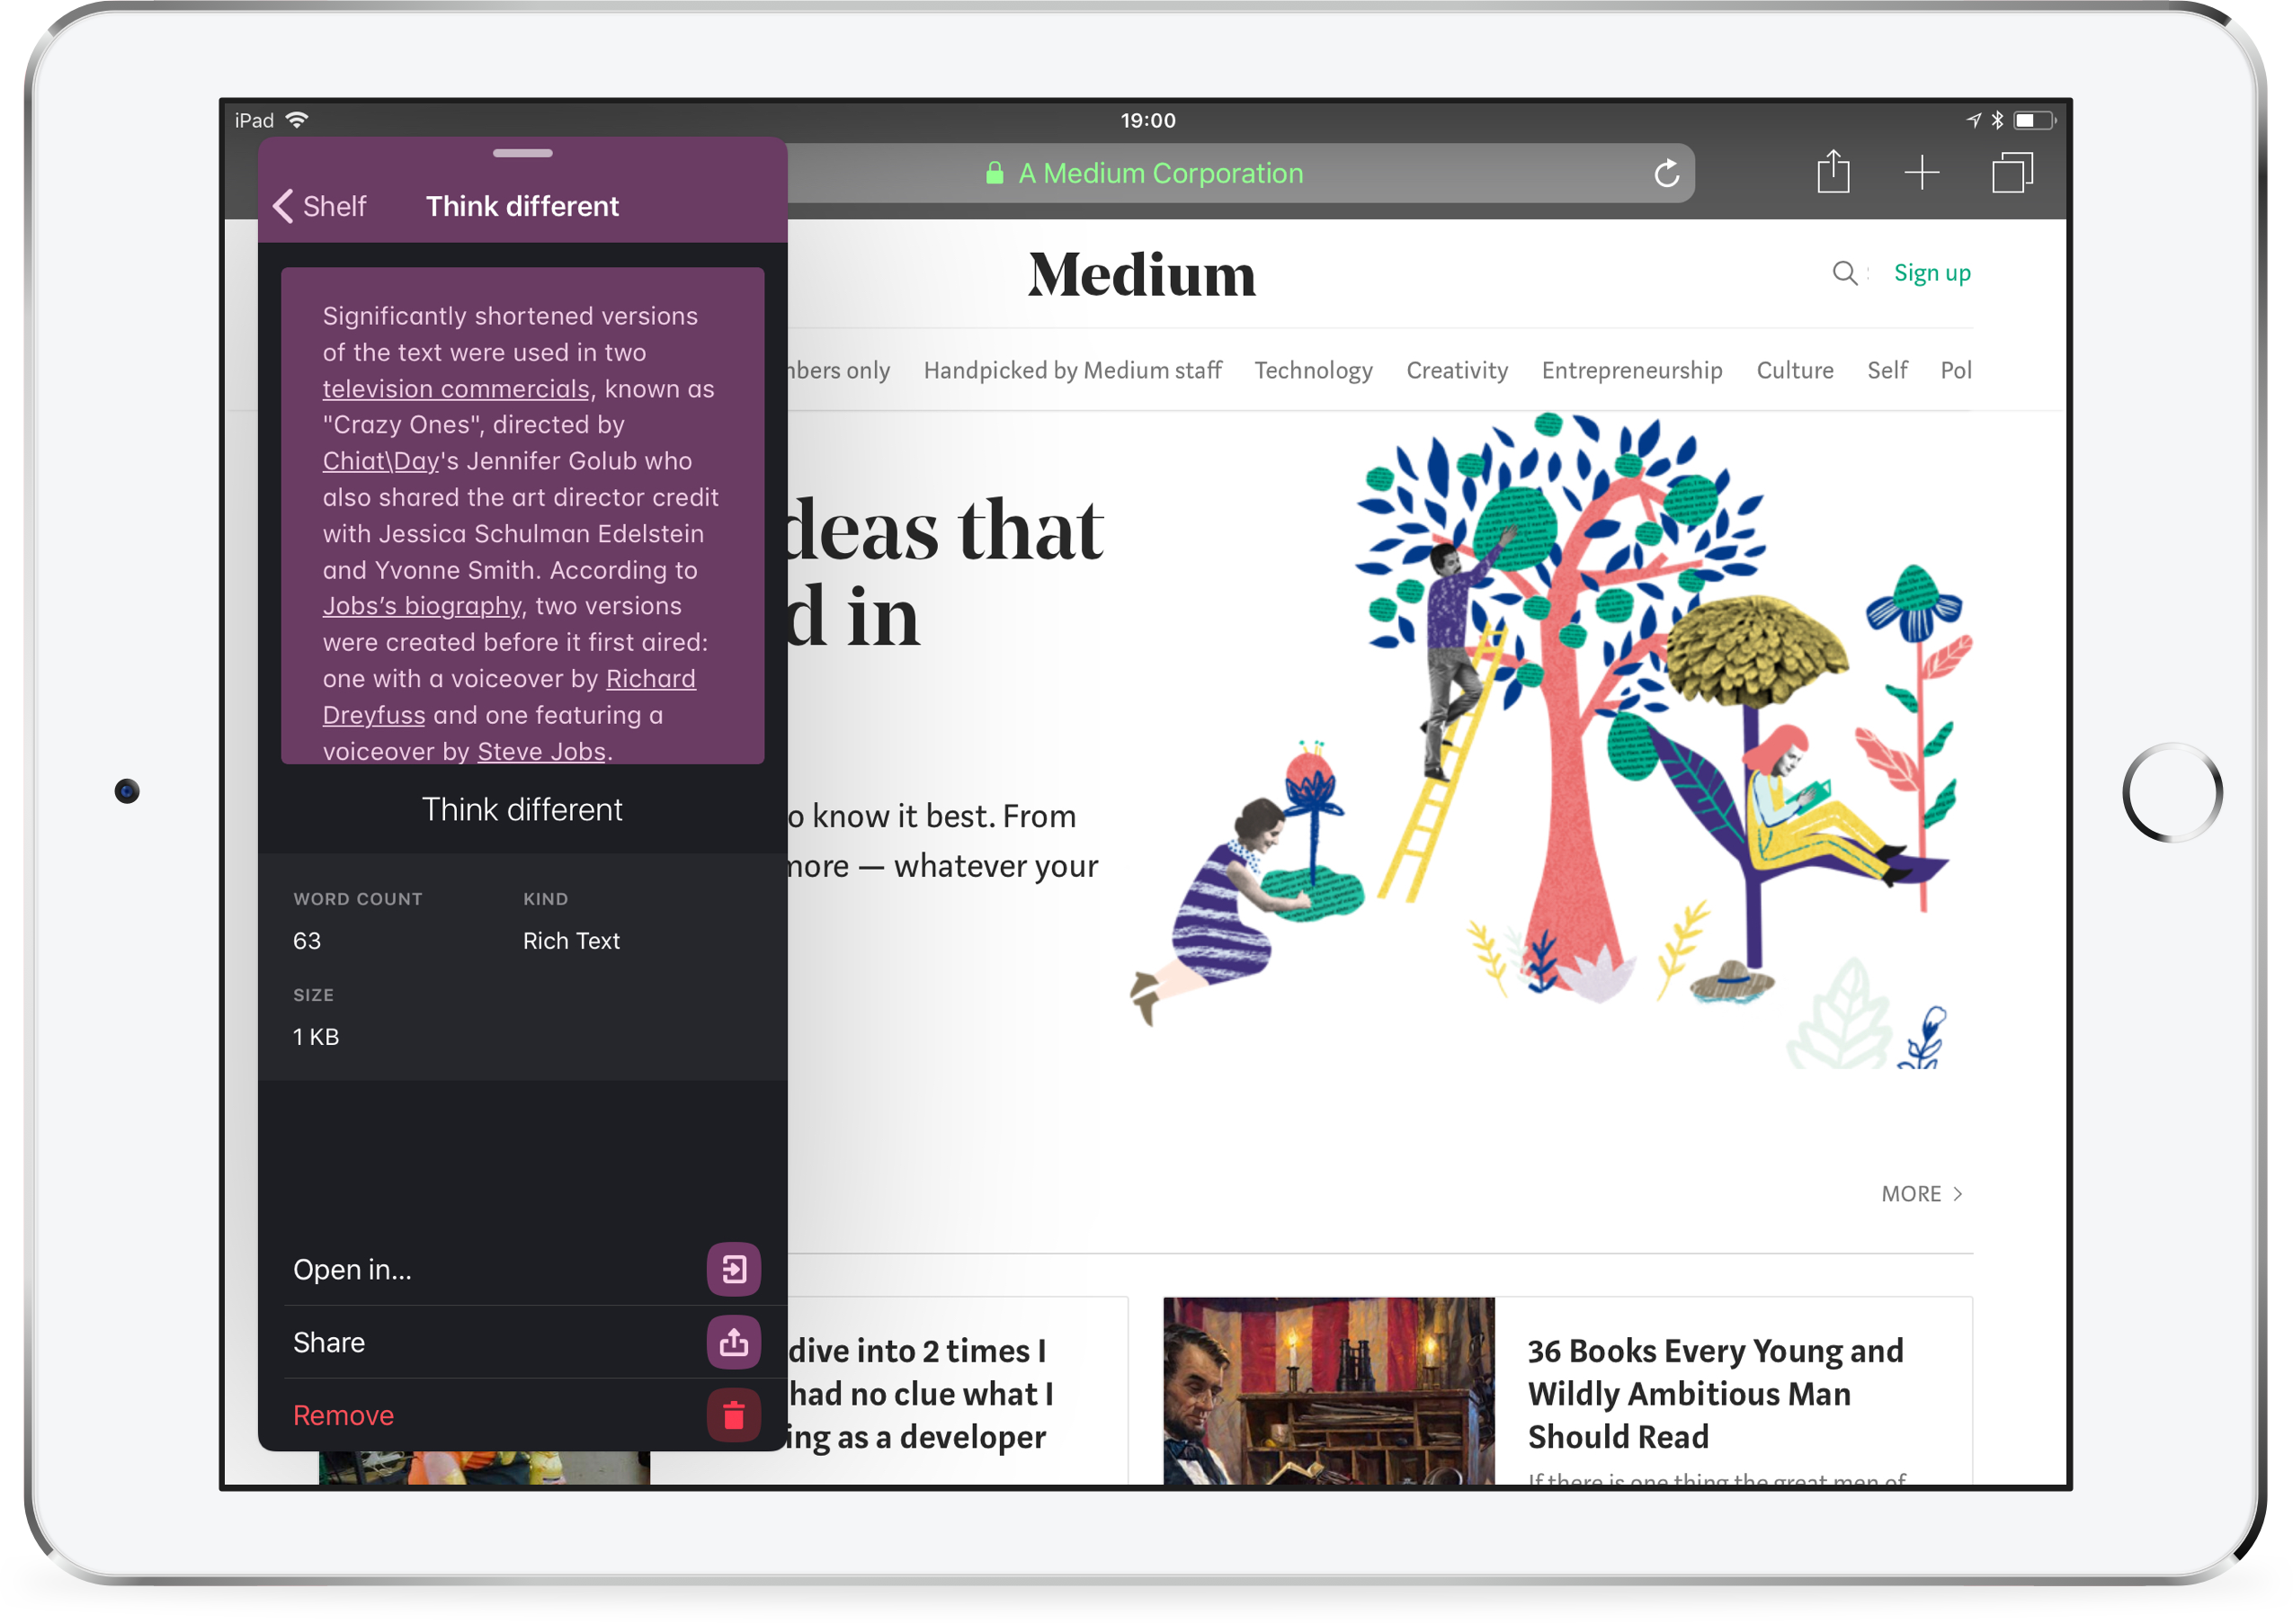 iPad
19:00
Shelf
Think different
A Medium Corporation
Significantly shortened versions
of the text were used in two
television commercials, known as
"Crazy Ones", directed by
Chiat\Day's Jennifer Golub who
also shared the art director credit
with Jessica Schulman Edelstein
and Yvonne Smith. According to
Jobs’s biography, two versions
were created before it first aired:
one with a voiceover by Richard
Dreyfuss and one featuring a
voiceover by Steve Jobs.
Think different
WORD COUNT
63
KIND
Rich Text
SIZE
1 KB
Open in...
Share
Remove
Medium
Sign up
only Handpicked by Medium staff Technology Creativity Entrepreneurship Culture Self Pol
deas that
d in
o know it best. From
more — whatever your
MORE
dive into 2 times I
had no clue what I
ing as a developer
36 Books Every Young and
Wildly Ambitious Man
Should Read
If there is one thing the great men of